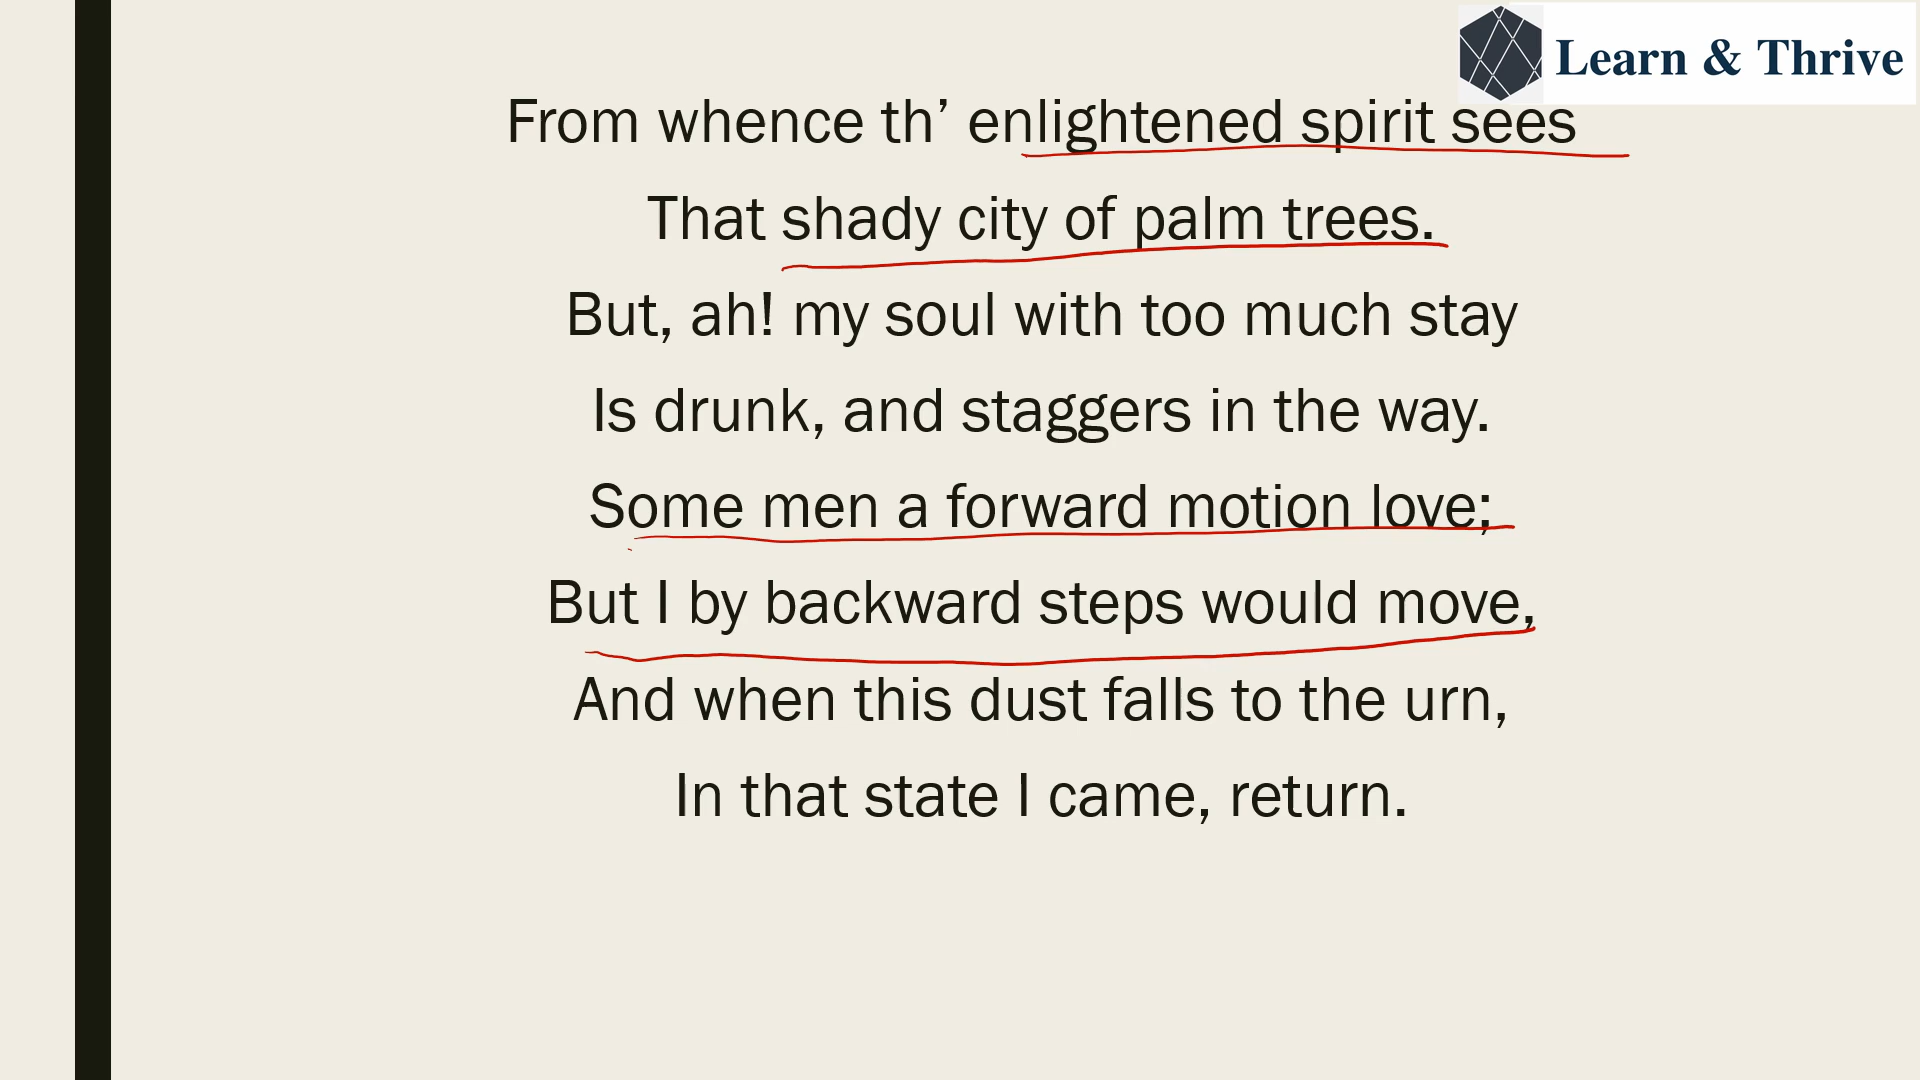 Learn & Thrive
From whence th’ enlightened spirit sees
That shady city of palm trees.
But, ah! my soul with too much stay
Is drunk, and staggers in the way.
Some men a forward motion love;
But I by backward steps would move,
And when this dust falls to the urn,
In that state I came, return.